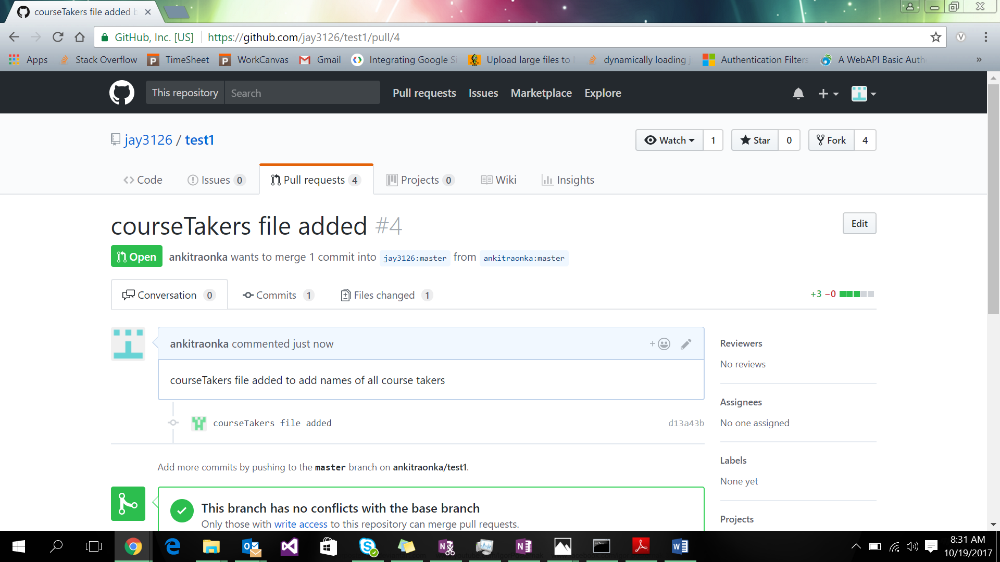 courseTakers file added b
GitHub, Inc. [US] https://github.com/jay3126/test1/pull/4
Apps Stack Overflow TimeSheet WorkCanvas Gmail Integrating Google Si Upload large files to dynamically loading j Authentication Filters A WebAPI Basic Auth »
This repository Search Pull requests Issues Marketplace Explore
jay3126 / test1 Watch 1 Star 0 Fork 4
Code Issues 0 Pull requests 4 Projects 0 Wiki Insights
courseTakers file added #4 Edit
Open ankitraonka wants to merge 1 commit into jay3126:master from ankitraonka:master
Conversation 0 Commits 1 Files changed 1 +3 −0
ankitraonka commented just now
courseTakers file added to add names of all course takers
courseTakers file added d13a43b
Add more commits by pushing to the master branch on ankitraonka/test1.
This branch has no conflicts with the base branch
Only those with write access to this repository can merge pull requests.
Reviewers
No reviews
Assignees
No one assigned
Labels
None yet
Projects
8:31 AM
10/19/2017